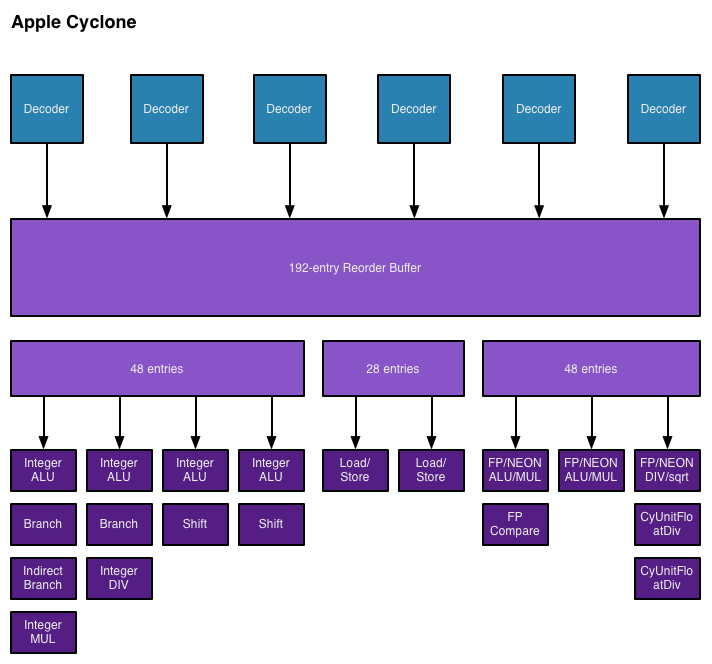 Apple Cyclone
Decoder
Decoder
Decoder
Decoder
Decoder
Decoder
192-entry Reorder Buffer
48 entries
28 entries
48 entries
Integer
ALU
Integer
ALU
Integer
ALU
Integer
ALU
Load/
Store
Load/
Store
FP/NEON
ALU/MUL
FP/NEON
ALU/MUL
FP/NEON
DIV/sqrt
Branch
Branch
Shift
Shift
FP
Compare
CyUnitFlo
atDiv
Indirect
Branch
Integer
DIV
CyUnitFlo
atDiv
Integer
MUL